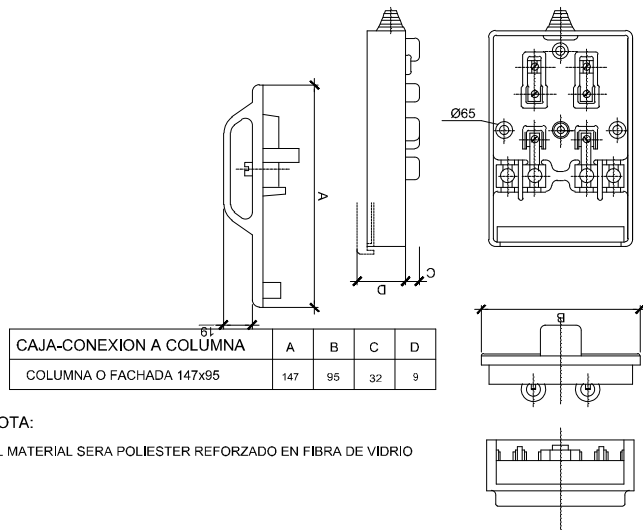 Ø65
A
C
D
19
B
CAJA-CONEXION A COLUMNA A B C D
COLUMNA O FACHADA 147x95 147 95 32 9
OTA:
L MATERIAL SERA POLIESTER REFORZADO EN FIBRA DE VIDRIO